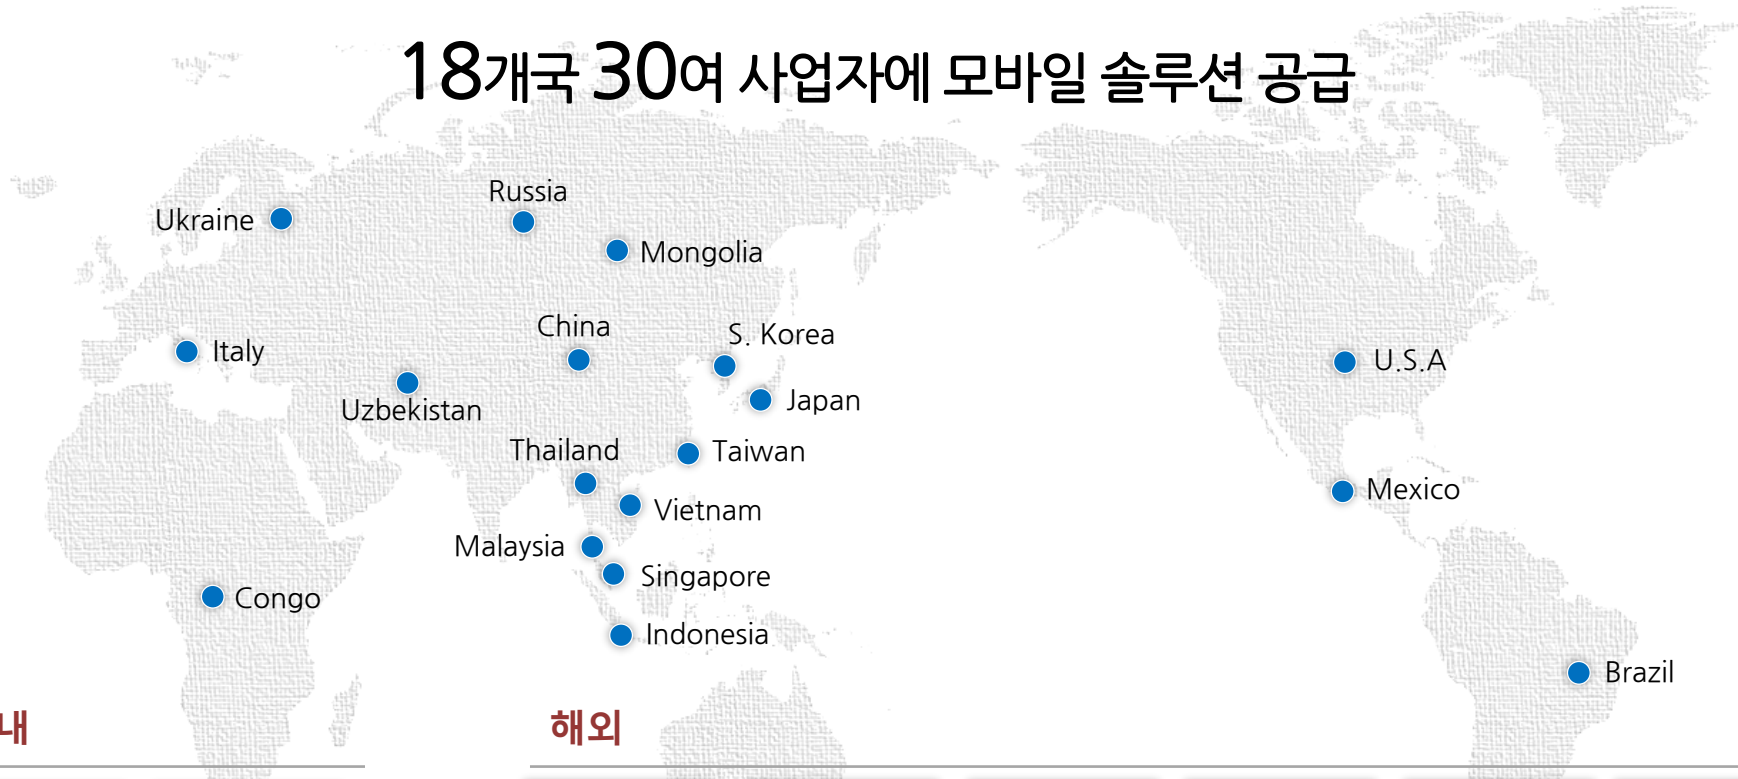 18개국 30여 사업자에 모바일 솔루션 공급
Russia
Ukraine
Mongolia
China
S. Korea
Italy
U.S.A
Uzbekistan
Japan
Thailand
Taiwan
Mexico
Vietnam
Malaysia
Singapore
Congo
Indonesia
Brazil
내
해외